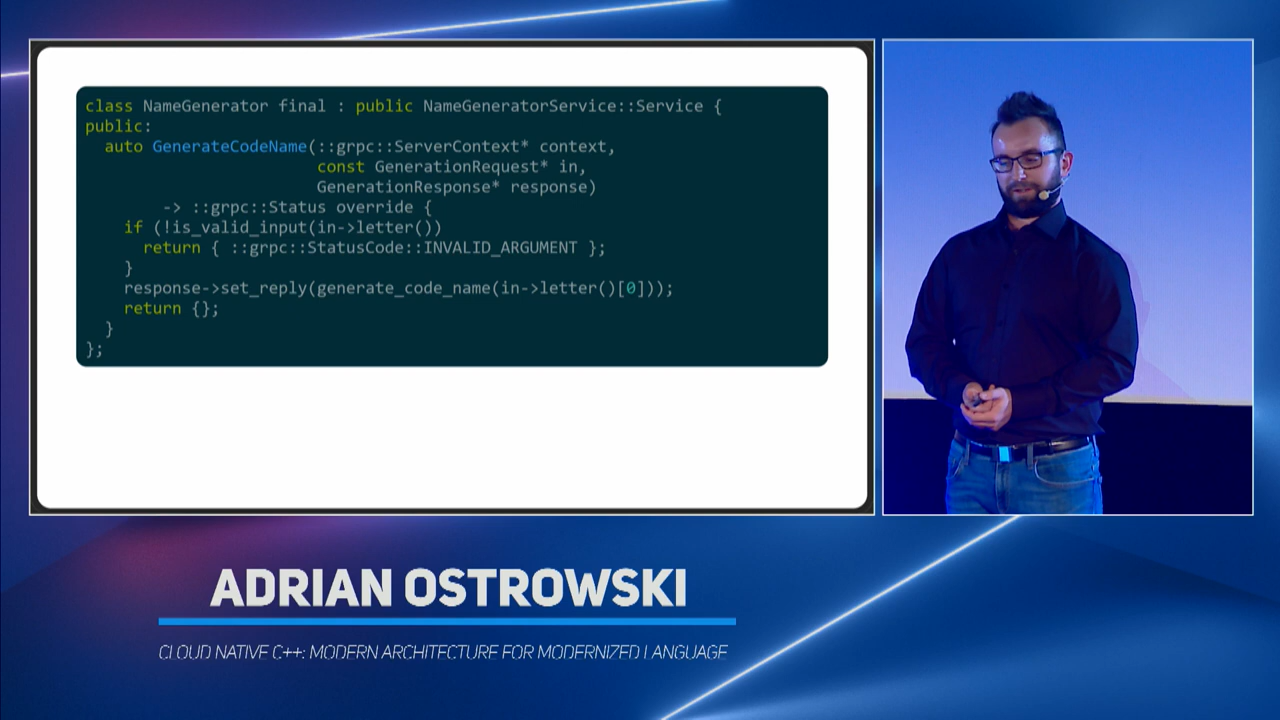 class NameGenerator final : public NameGeneratorService::Service {
public:
  auto GenerateCodeName(::grpc::ServerContext* context,
                        const GenerationRequest* in,
                        GenerationResponse* response)
        -> ::grpc::Status override {
    if (!is_valid_input(in->letter())
      return { ::grpc::StatusCode::INVALID_ARGUMENT };
    }
    response->set_reply(generate_code_name(in->letter()[0]));
    return {};
  }
};
ADRIAN OSTROWSKI
CLOUD NATIVE C++: MODERN ARCHITECTURE FOR MODERNIZED LANGUAGE